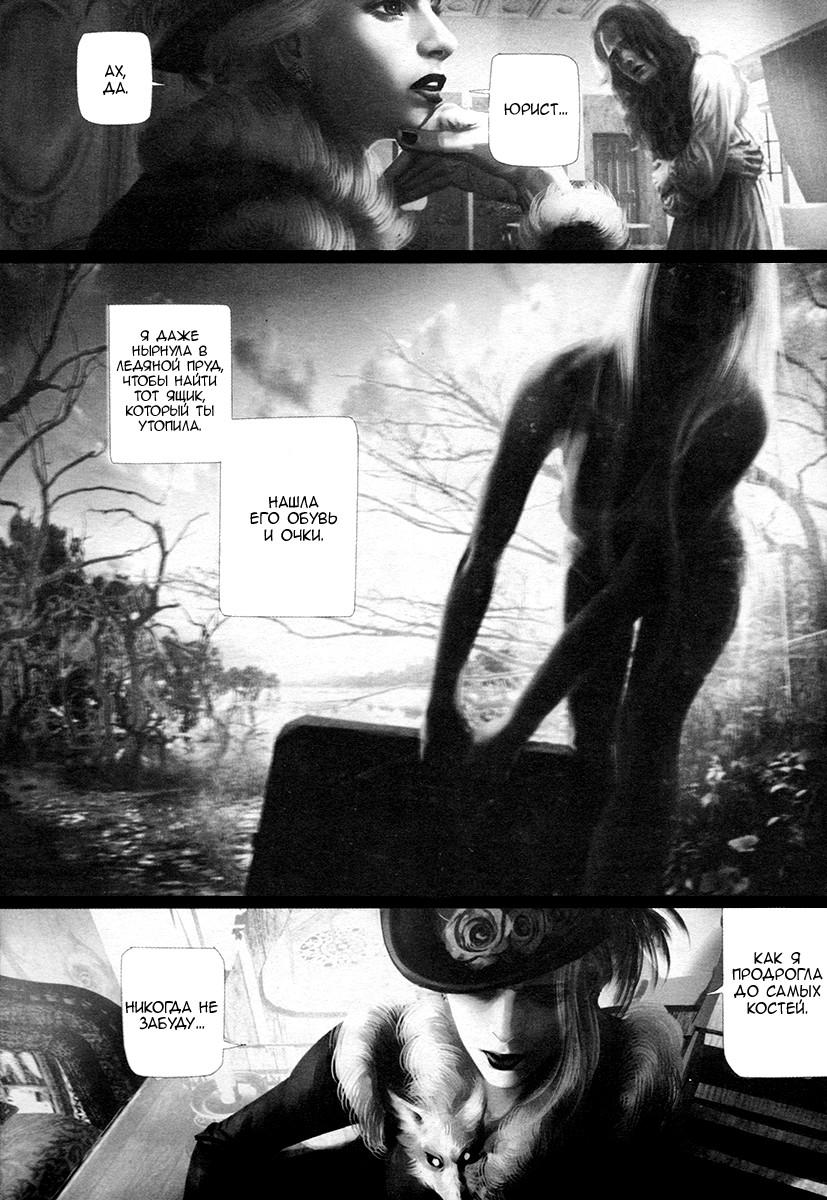 АХ,
ДА.
ЮРИСТ...
Я ДАЖЕ
НЫРНУЛА В
ЛЕДЯНОЙ ПРУД,
ЧТОБЫ НАЙТИ
ТОТ ЯЩИК,
КОТОРЫЙ ТЫ
УТОПИЛА.
НАШЛА
ЕГО ОБУВЬ
И ОЧКИ.
НИКОГДА НЕ
ЗАБУДУ...
КАК Я
ПРОДРОГЛА
ДО САМЫХ
КОСТЕЙ.